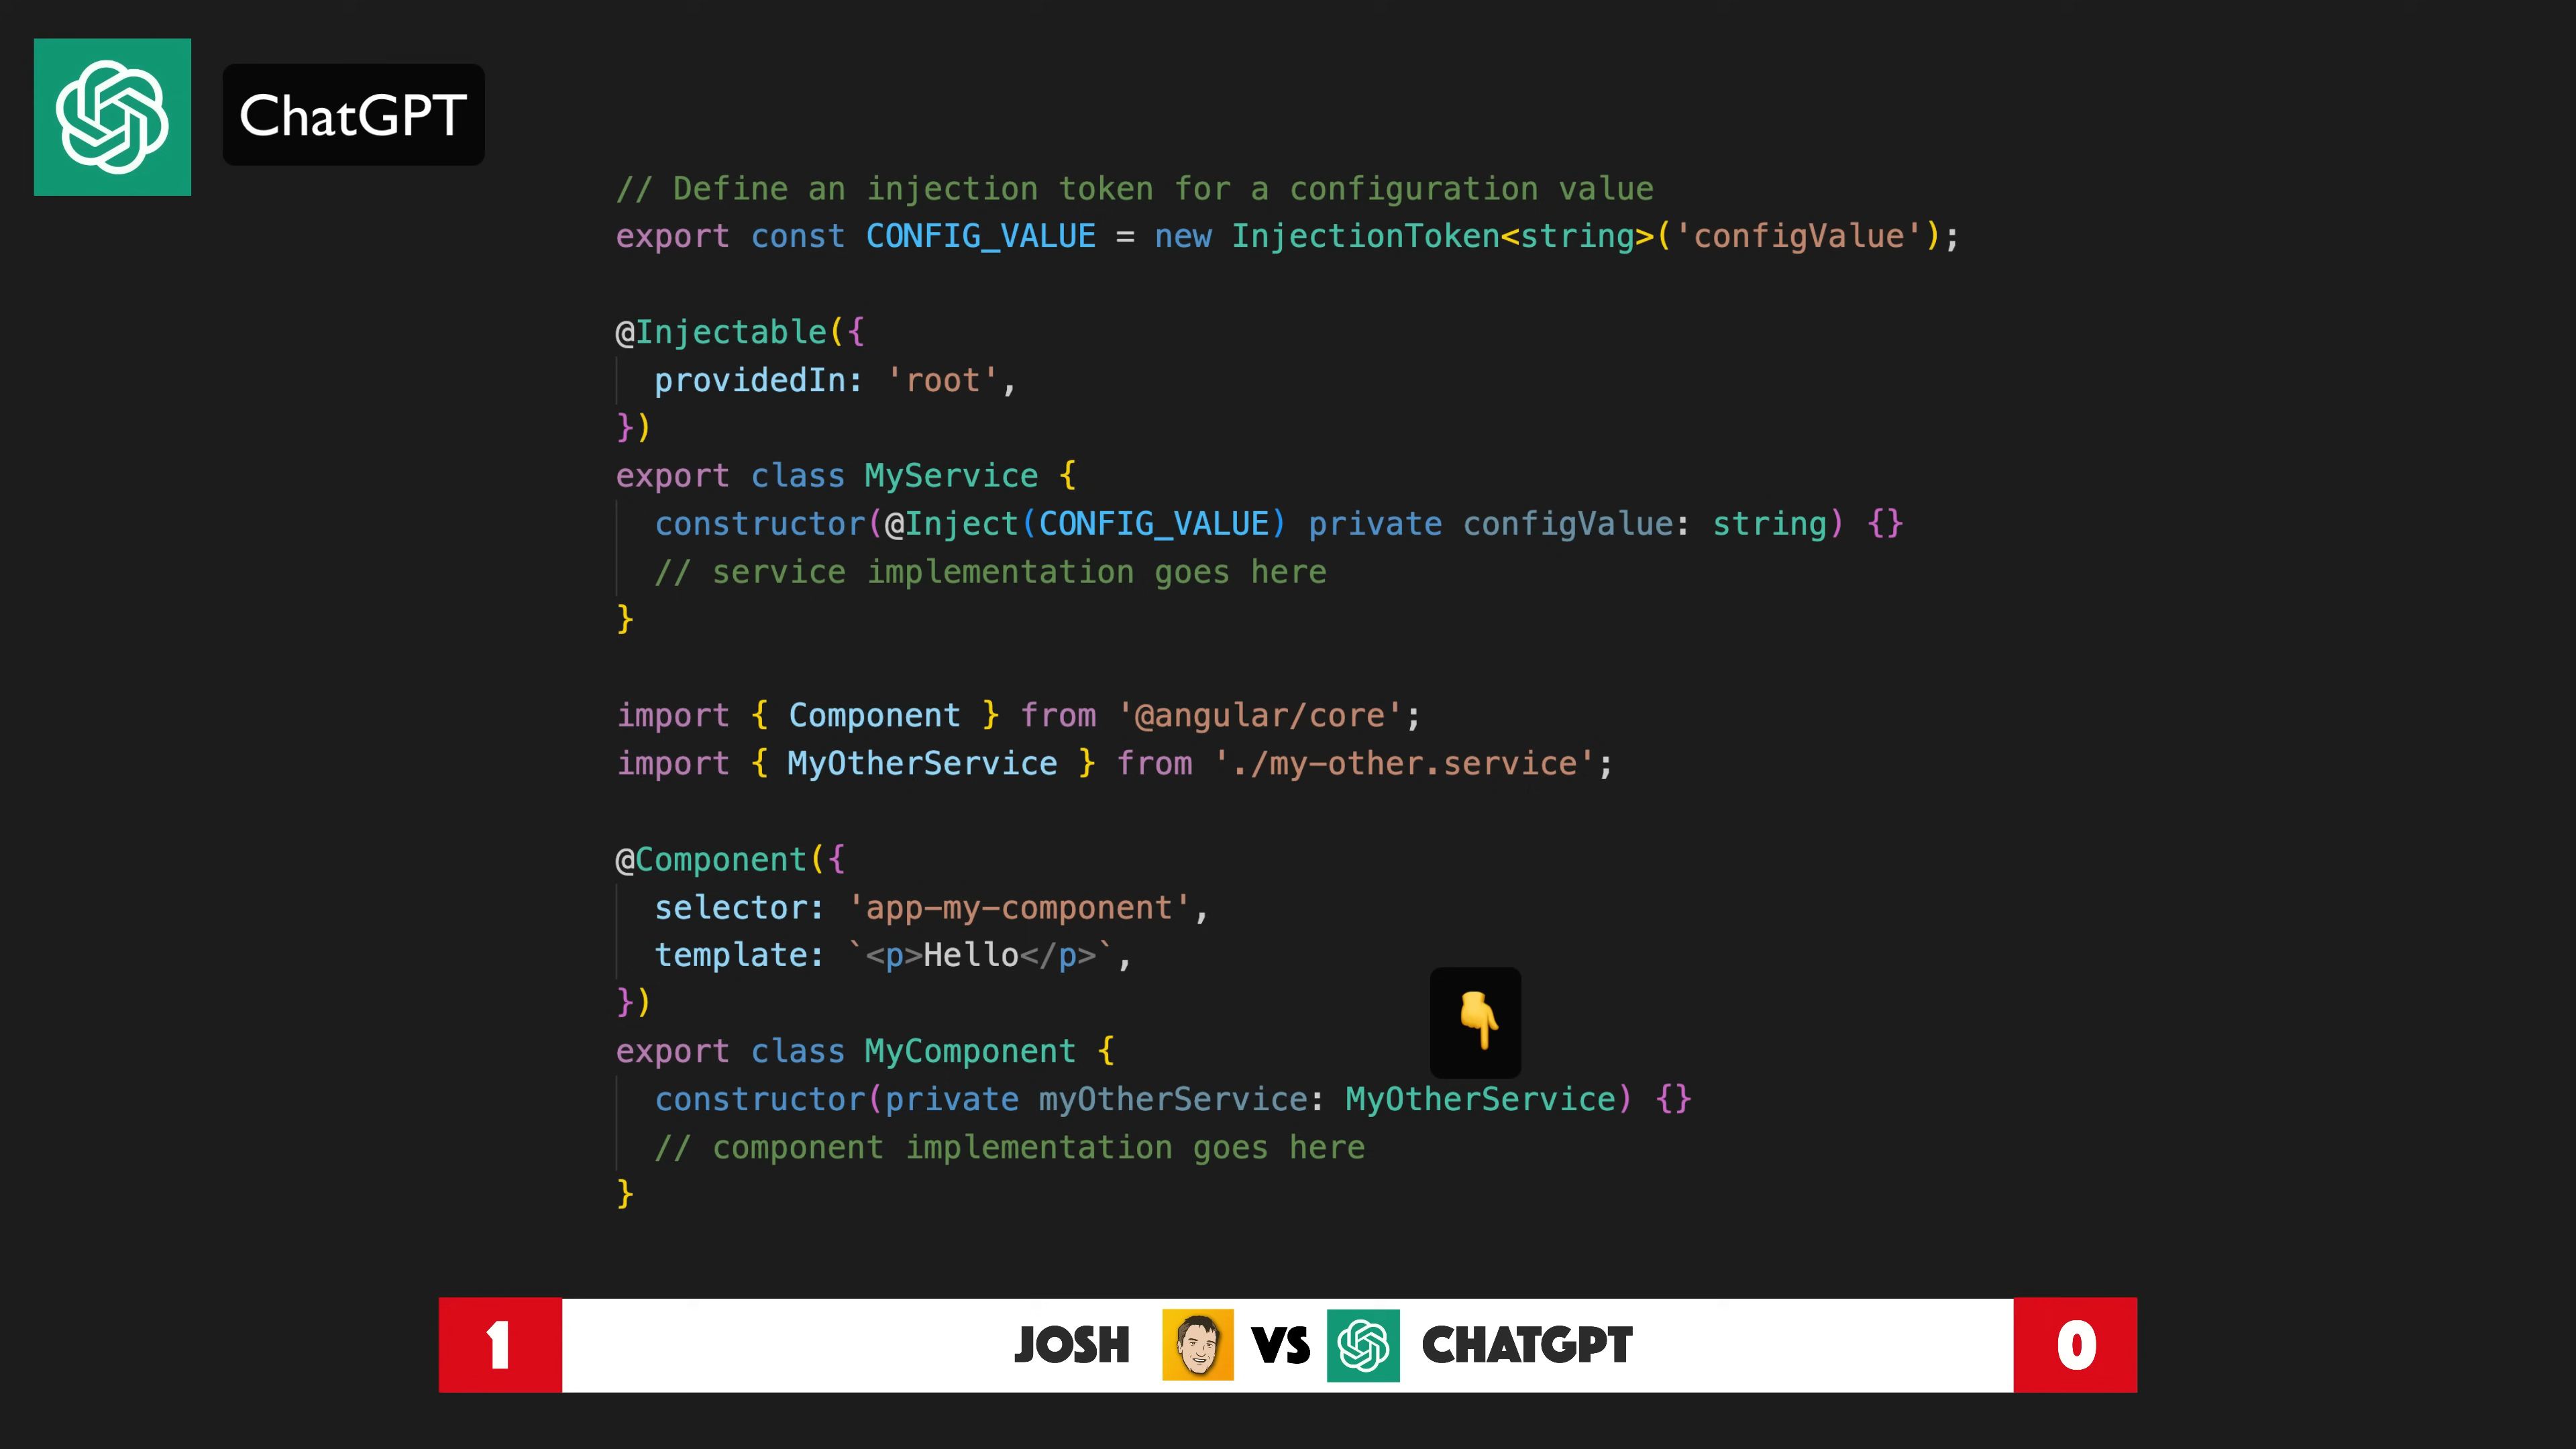 ChatGPT
// Define an injection token for a configuration value
export const CONFIG_VALUE = new InjectionToken<string>('configValue');
@Injectable({
  providedIn: 'root',
})
export class MyService {
  constructor(@Inject(CONFIG_VALUE) private configValue: string) {}
  // service implementation goes here
}
import { Component } from '@angular/core';
import { MyOtherService } from './my-other.service';
@Component({
  selector: 'app-my-component',
  template: `<p>Hello</p>`,
})
export class MyComponent {
  constructor(private myOtherService: MyOtherService) {}
  // component implementation goes here
}
1 JOSH VS CHATGPT 0